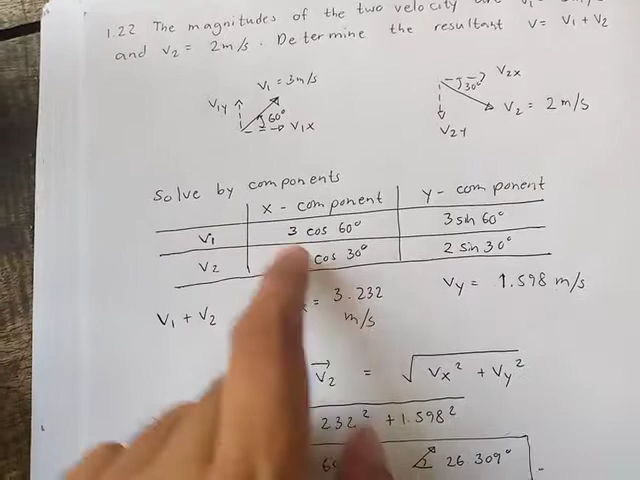 1.22 The magnitudes of the two velocity are V1
and V2 = 2m/s. Determine the resultant V = V1 + V2
V1 = 3m/s
V1y
60°
V1x
V2x
30°
V2 = 2m/s
V2y
Solve by components
x - component y - component
V1 3 cos 60° 3 sin 60°
V2 cos 30° 2 sin 30°
V1 + V2 = 3.232 m/s Vy = 1.598 m/s
V2 = √Vx² + Vy²
232² + 1.598²
26.309°